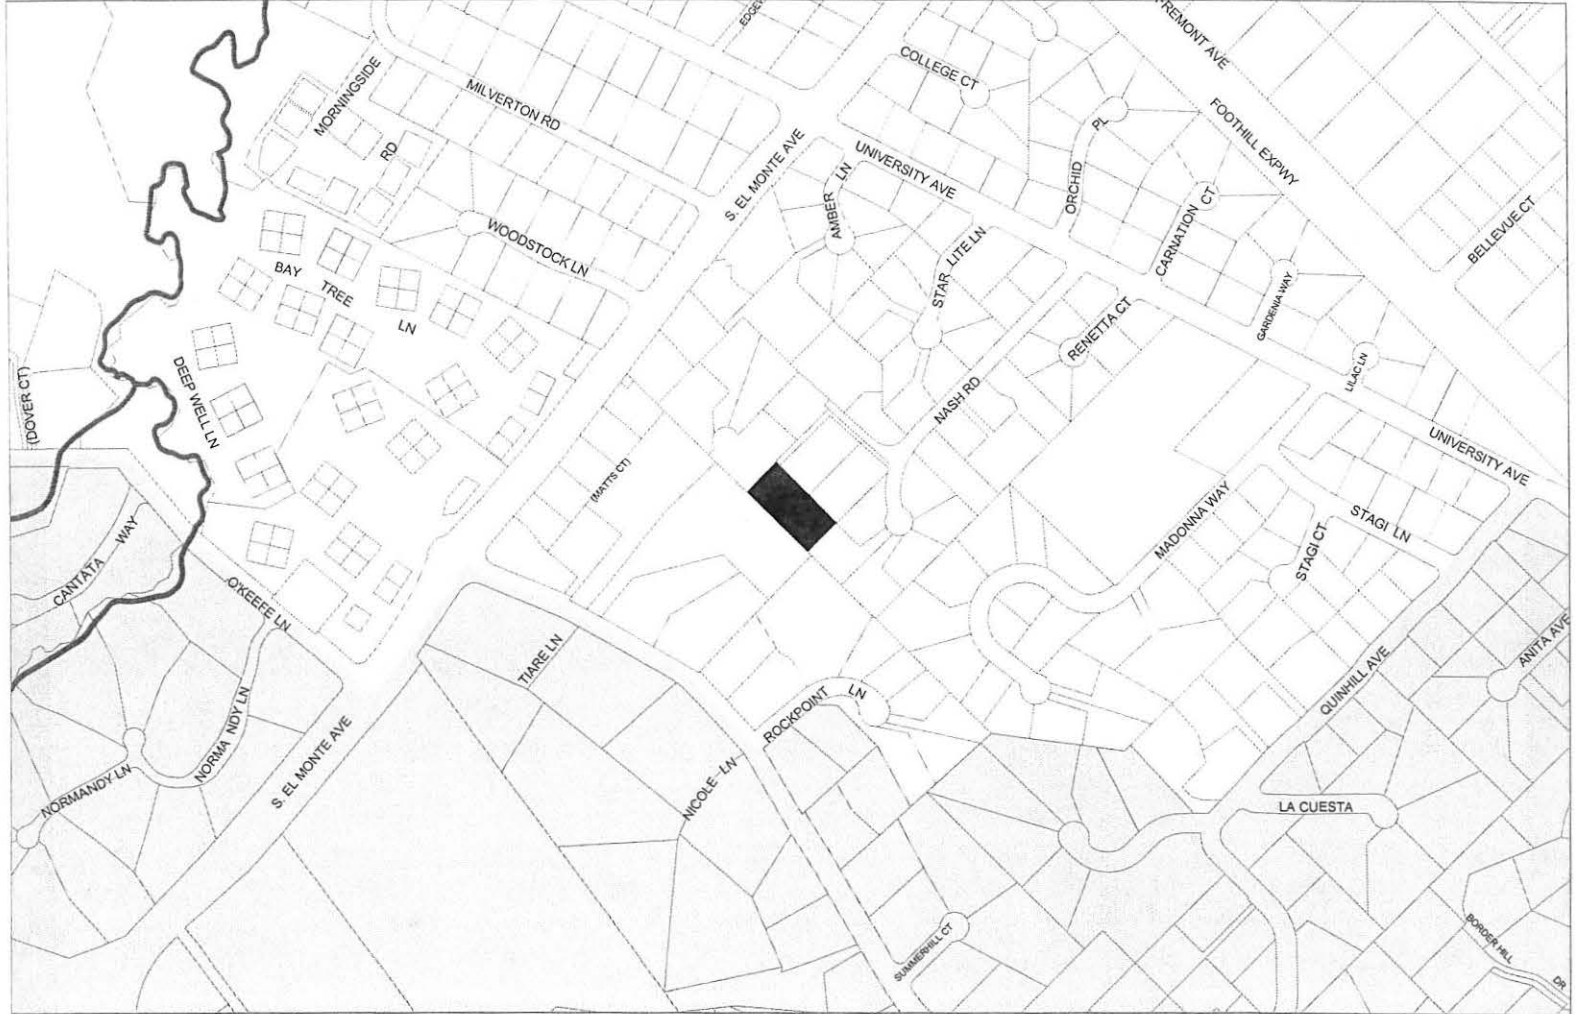 EDGEW
FREMONT AVE
COLLEGE CT
MORNINGSIDE
RD
MILVERTON RD
FOOTHILL EXPWY
PL
ORCHID
S. EL MONTE AVE
UNIVERSITY AVE
AMBER LN
CARNATION CT
BELLEVUE CT
WOODSTOCK LN
STAR LITE LN
BAY
TREE
LN
GARDENIA WAY
RENETTA CT
LILAC LN
DEEP WELL LN
(DOVER CT)
NASH RD
UNIVERSITY AVE
(MATTS CT)
MADONNA WAY
STAGI LN
STAGI CT
CANTATA WAY
O'KEEFE LN
TIARE LN
ANITA AVE
QUINHILL AVE
ROCKPOINT LN
NORMANDY LN
NORMA NDY LN
S. EL MONTE AVE
NICOLE LN
LA CUESTA
SUMMERHILL CT
BORDER HILL
DR